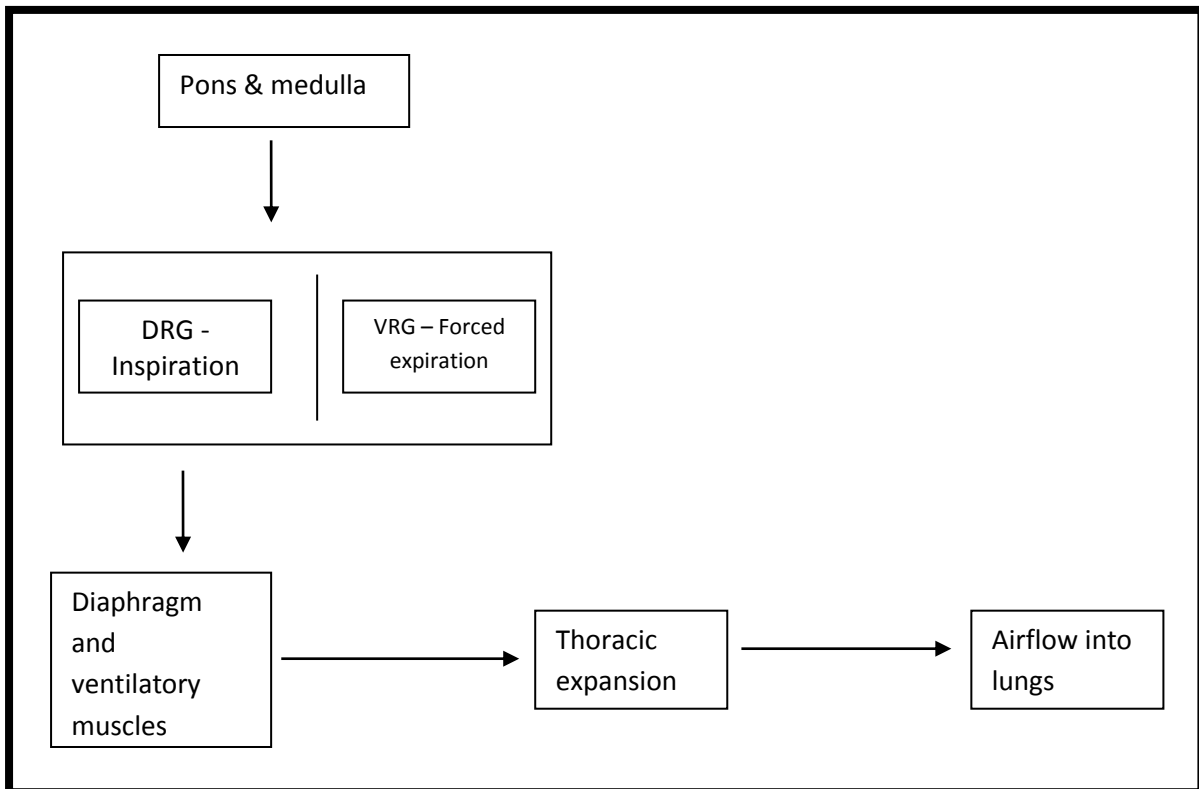 Pons & medulla
DRG -
Inspiration
VRG – Forced
expiration
Diaphragm
and
ventilatory
muscles
Thoracic
expansion
Airflow into
lungs